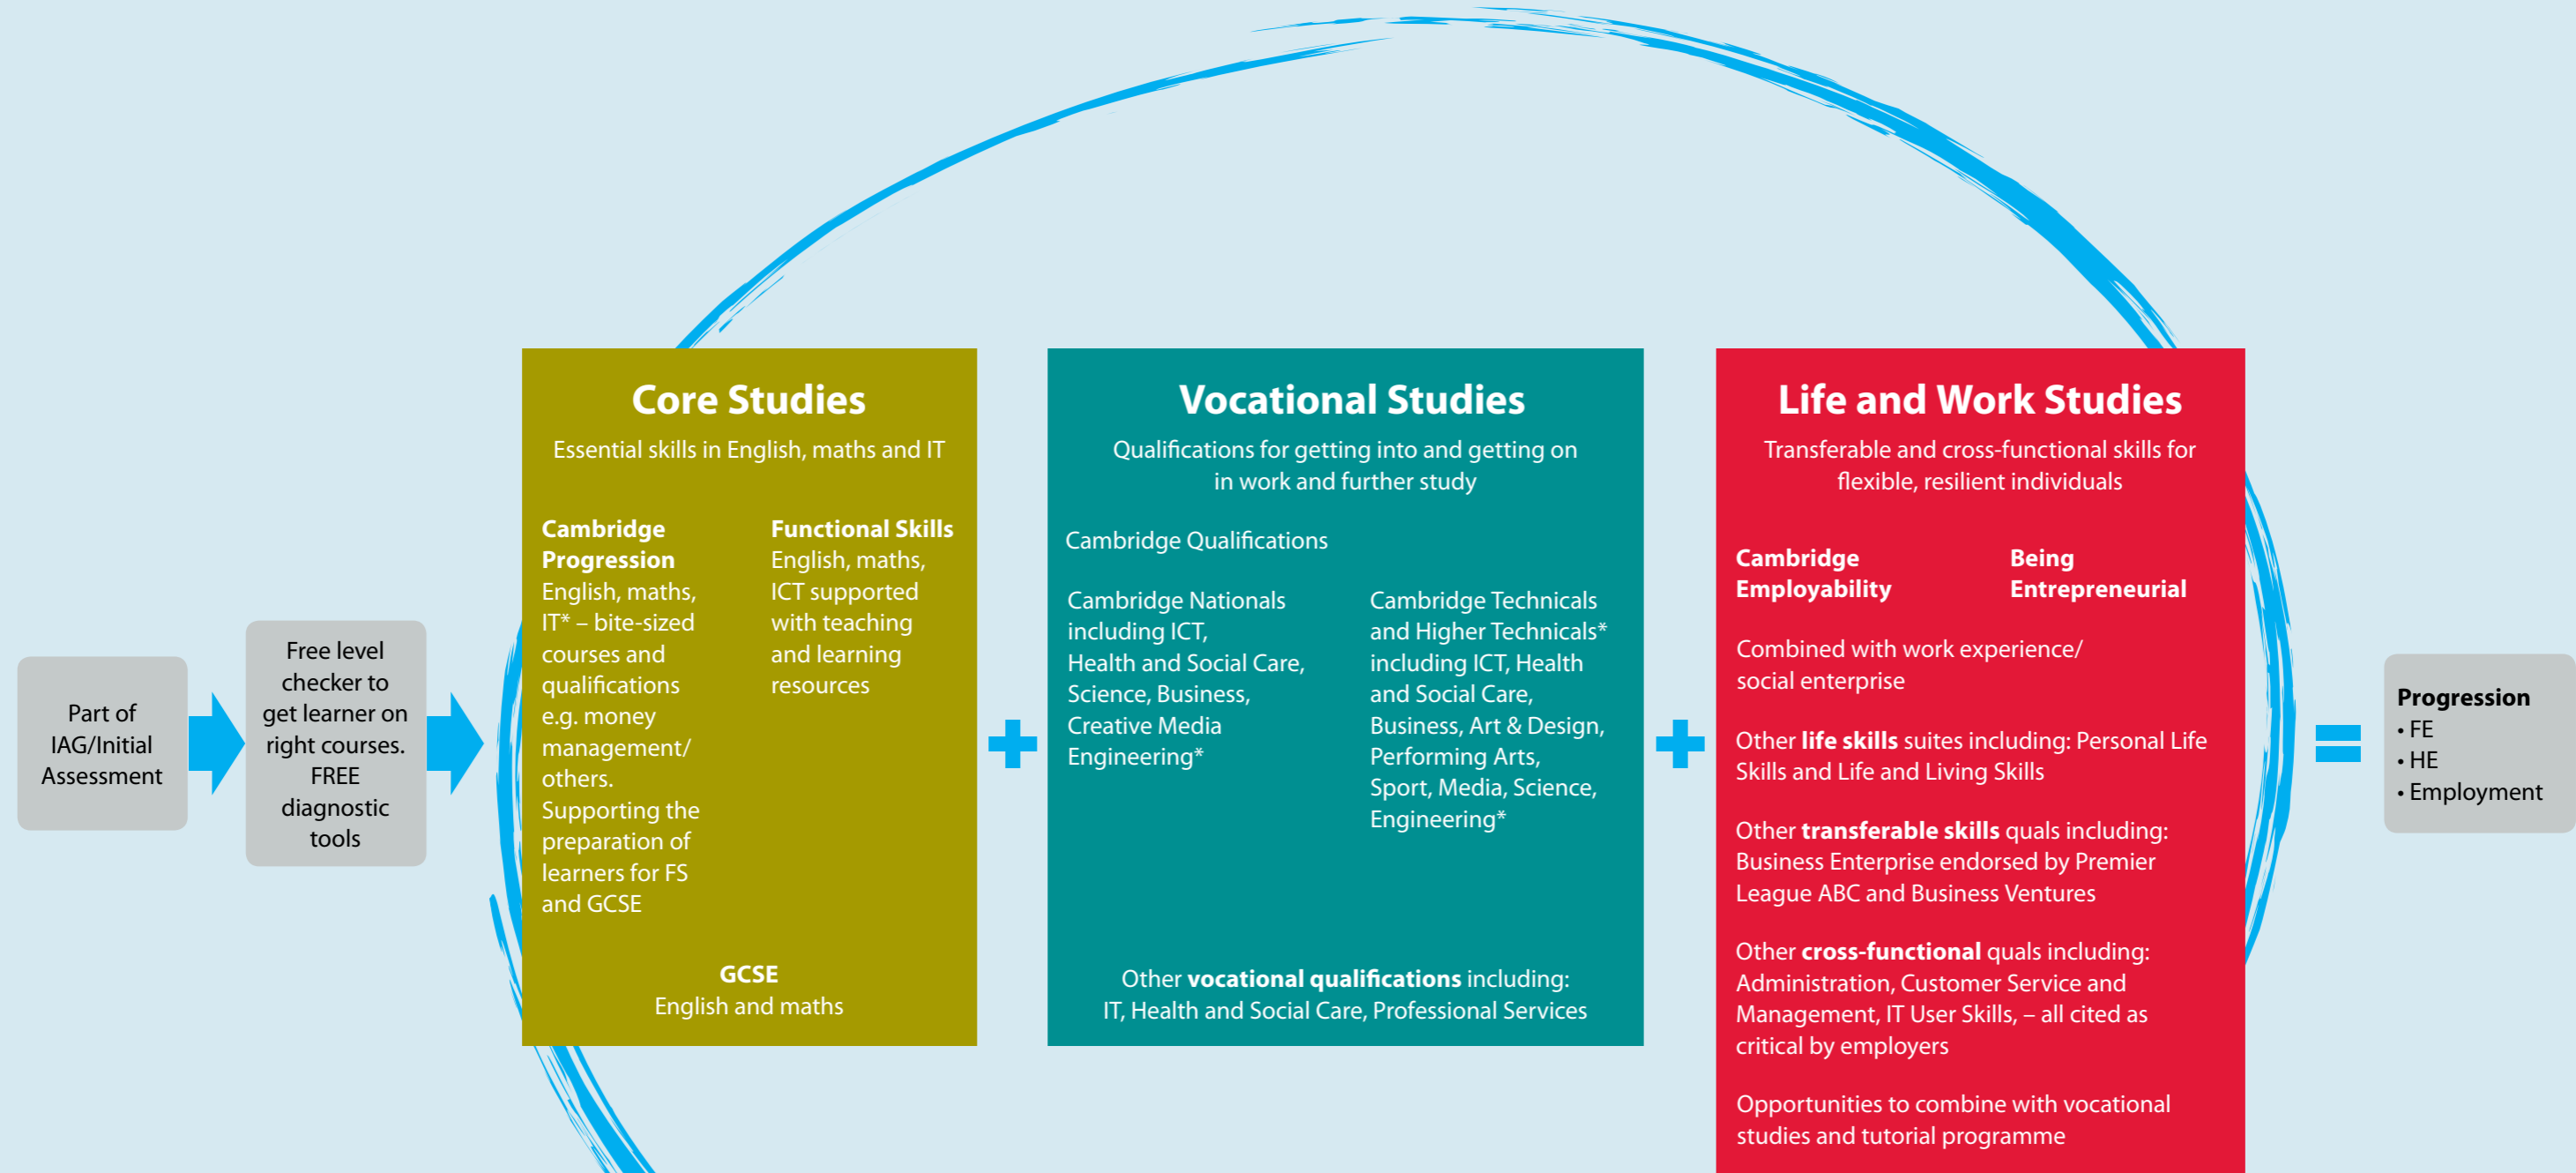 Part of
IAG/Initial
Assessment
Free level
checker to
get learner on
right courses.
FREE
diagnostic
tools
Core Studies
Essential skills in English, maths and IT
Cambridge
Progression
English, maths,
IT* – bite-sized
courses and
qualifications
e.g. money
management/
others.
Supporting the
preparation of
learners for FS
and GCSE
Functional Skills
English, maths,
ICT supported
with teaching
and learning
resources
GCSE
English and maths
Vocational Studies
Qualifications for getting into and getting on
in work and further study
Cambridge Qualifications
Cambridge Nationals
including ICT,
Health and Social Care,
Science, Business,
Creative Media
Engineering*
Cambridge Technicals
and Higher Technicals*
including ICT, Health
and Social Care,
Business, Art & Design,
Performing Arts,
Sport, Media, Science,
Engineering*
Other vocational qualifications including:
IT, Health and Social Care, Professional Services
Life and Work Studies
Transferable and cross-functional skills for
flexible, resilient individuals
Cambridge
Employability
Being
Entrepreneurial
Combined with work experience/
social enterprise
Other life skills suites including: Personal Life
Skills and Life and Living Skills
Other transferable skills quals including:
Business Enterprise endorsed by Premier
League ABC and Business Ventures
Other cross-functional quals including:
Administration, Customer Service and
Management, IT User Skills, – all cited as
critical by employers
Opportunities to combine with vocational
studies and tutorial programme
Progression
• FE
• HE
• Employment